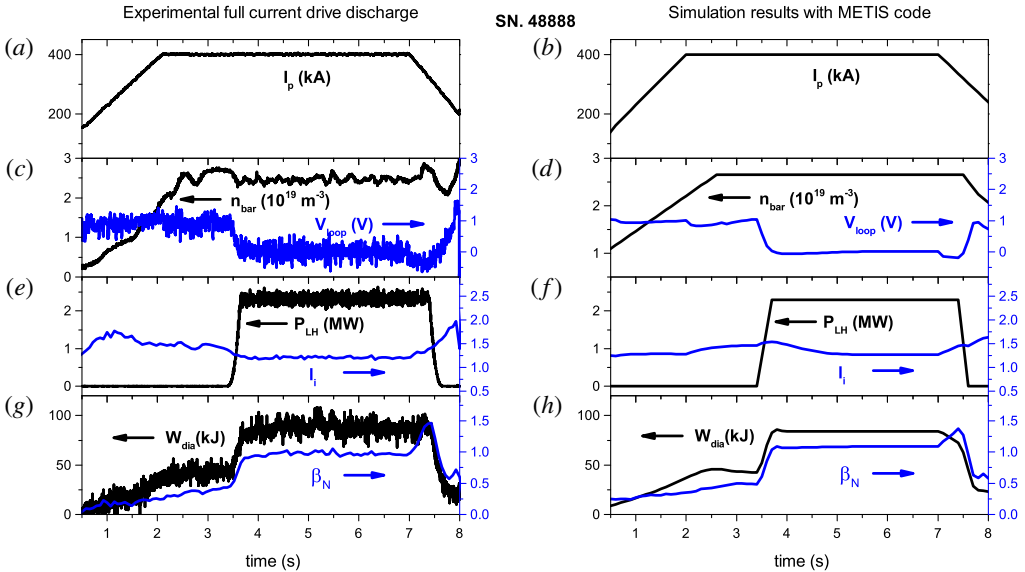 Experimental full current drive discharge
SN. 48888
Simulation results with METIS code
(a)
400
200
I_p (kA)
(b)
400
200
I_p (kA)
(c)
3
2
1
0
n_bar (10^19 m^-3)
V_loop (V)
3
2
1
0
(d)
2
1
n_bar (10^19 m^-3)
V_loop (V)
3
2
1
0
(e)
2
0
P_LH (MW)
l_i
2.5
2.0
1.5
1.0
0.5
(f)
2
0
P_LH (MW)
l_i
2.5
2.0
1.5
1.0
0.5
(g)
100
50
0
W_dia(kJ)
β_N
1.5
1.0
0.5
0.0
1 2 3 4 5 6 7 8
time (s)
(h)
100
50
0
W_dia(kJ)
β_N
1.5
1.0
0.5
0.0
1 2 3 4 5 6 7 8
time (s)